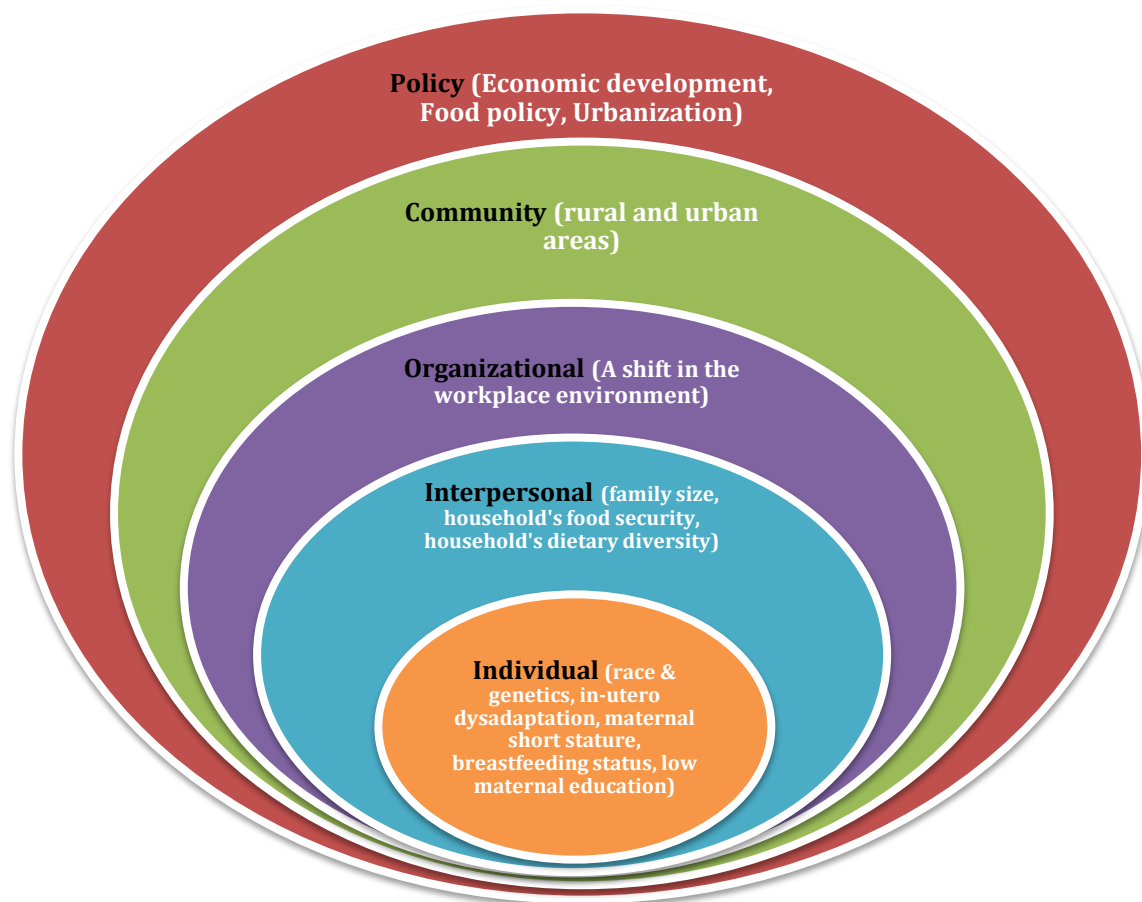 Policy (Economic development,
Food policy, Urbanization)
Community (rural and urban
areas)
Organizational (A shift in the
workplace environment)
Interpersonal (family size,
household's food security,
household's dietary diversity)
Individual (race &
genetics, in-utero
dysadaptation, maternal
short stature,
breastfeeding status, low
maternal education)